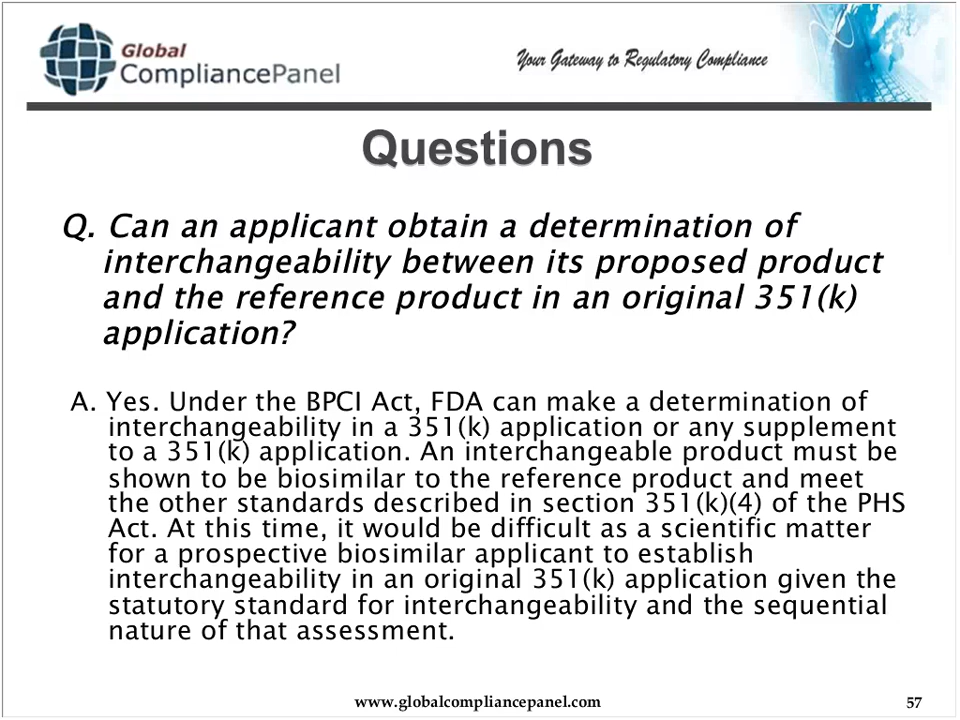 Global
CompliancePanel
Your Gateway to Regulatory Compliance
Questions
Q. Can an applicant obtain a determination of
interchangeability between its proposed product
and the reference product in an original 351(k)
application?
A. Yes. Under the BPCI Act, FDA can make a determination of
interchangeability in a 351(k) application or any supplement
to a 351(k) application. An interchangeable product must be
shown to be biosimilar to the reference product and meet
the other standards described in section 351(k)(4) of the PHS
Act. At this time, it would be difficult as a scientific matter
for a prospective biosimilar applicant to establish
interchangeability in an original 351(k) application given the
statutory standard for interchangeability and the sequential
nature of that assessment.
www.globalcompliancepanel.com
57